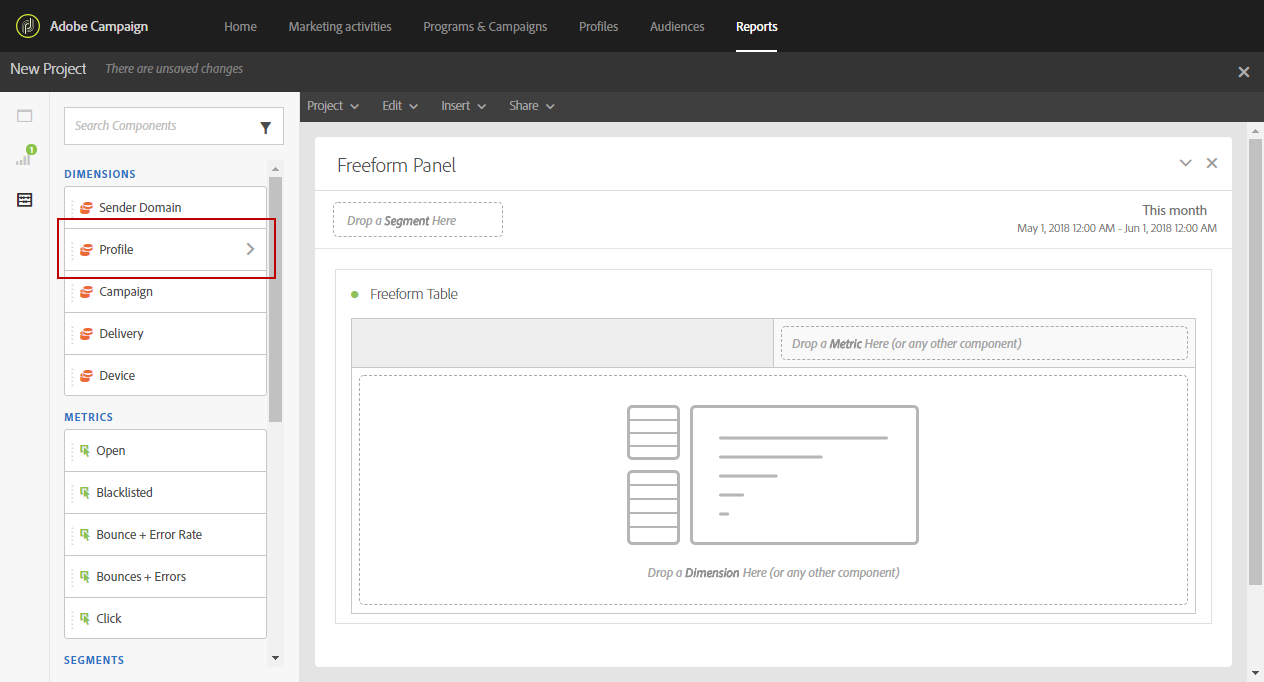 Adobe Campaign
Home
Marketing activities
Programs & Campaigns
Profiles
Audiences
Reports
New Project
There are unsaved changes
Project
Edit
Insert
Share
1
Search Components
DIMENSIONS
Sender Domain
Profile
Campaign
Delivery
Device
METRICS
Open
Blacklisted
Bounce + Error Rate
Bounces + Errors
Click
SEGMENTS
Freeform Panel
Drop a Segment Here
This month
May 1, 2018 12:00 AM - Jun 1, 2018 12:00 AM
Freeform Table
Drop a Metric Here (or any other component)
Drop a Dimension Here (or any other component)